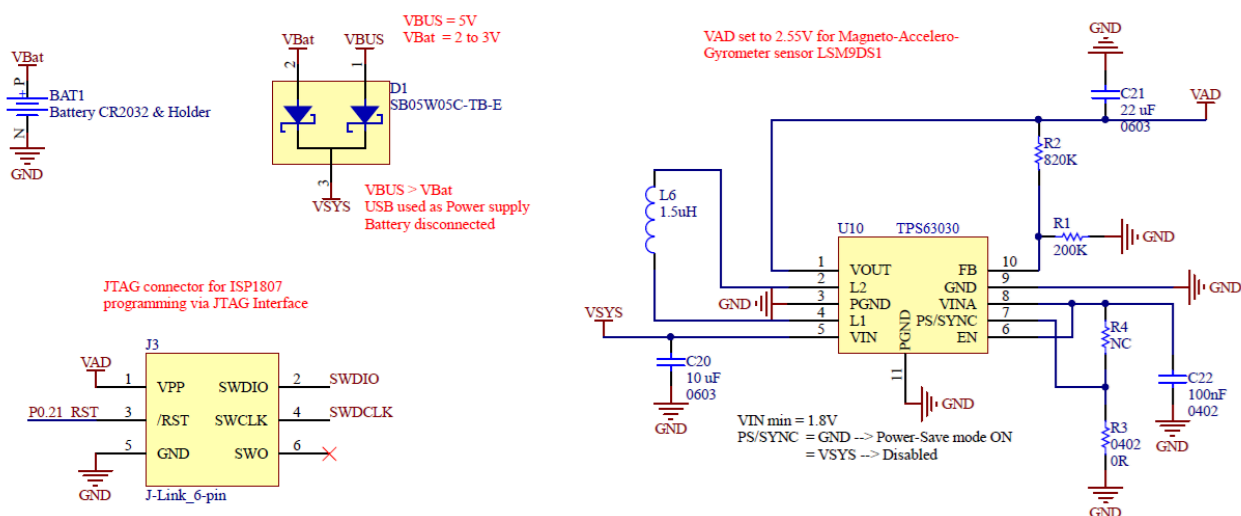 VBat
P
BAT1
Battery CR2032 & Holder
N
GND
VBUS = 5V
VBat = 2 to 3V
VBat
VBUS
2
1
D1
SB05W05C-TB-E
3
VSYS
VBUS > VBat
USB used as Power supply
Battery disconnected
JTAG connector for ISP1807
programming via JTAG Interface
J3
VAD
1
VPP
SWDIO
2
SWDIO
P0.21_RST
3
/RST
SWCLK
4
SWDCLK
5
GND
SWO
6
GND
J-Link_6-pin
VAD set to 2.55V for Magneto-Accelero-
Gyrometer sensor LSM9DS1
GND
C21
22 uF
0603
VAD
R2
820K
L6
1.5uH
R1
200K
GND
U10
TPS63030
1
VOUT
FB
10
2
L2
GND
9
GND
GND
3
PGND
VINA
8
4
L1
PS/SYNC
7
VSYS
5
VIN
EN
6
PGND
11
GND
C20
10 uF
0603
GND
R4
NC
C22
100nF
0402
GND
R3
0402
0R
GND
VIN min = 1.8V
PS/SYNC = GND --> Power-Save mode ON
= VSYS --> Disabled